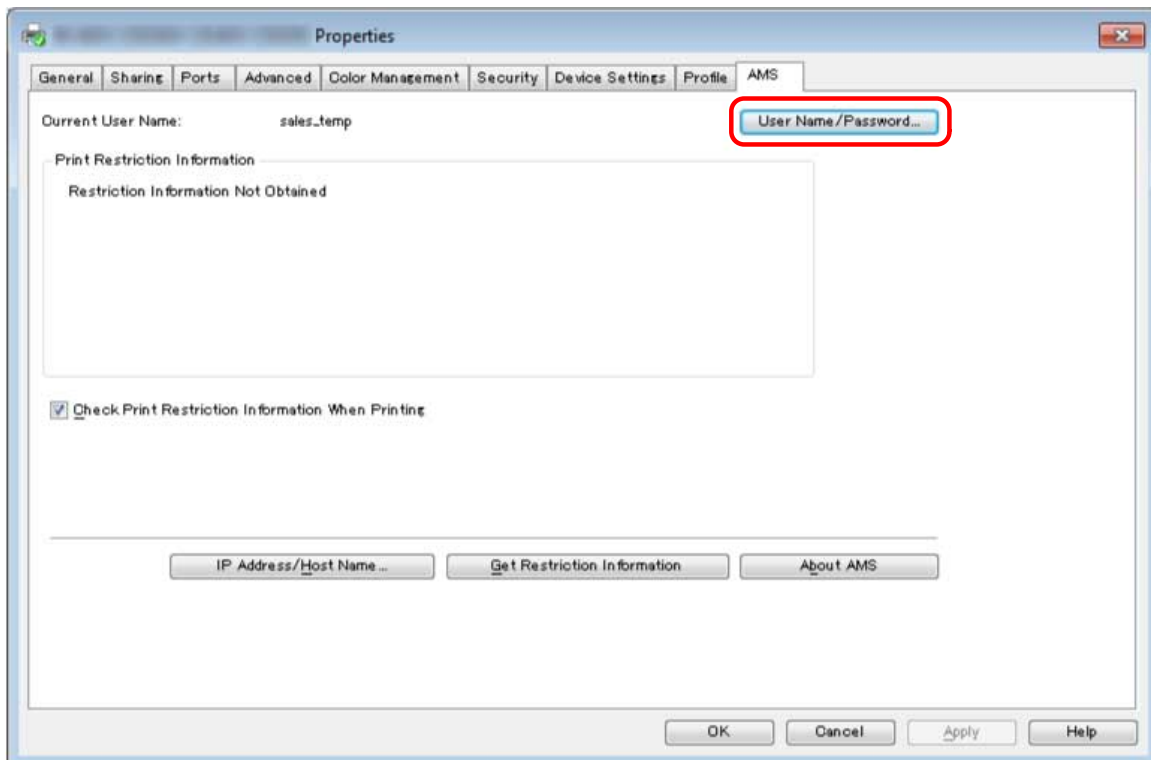 Properties
General Sharing Ports Advanced Color Management Security Device Settings Profile AMS
Current User Name: sales_temp User Name/Password...
Print Restriction Information
Restriction Information Not Obtained
Check Print Restriction Information When Printing
IP Address/Host Name... Get Restriction Information About AMS
OK Cancel Apply Help